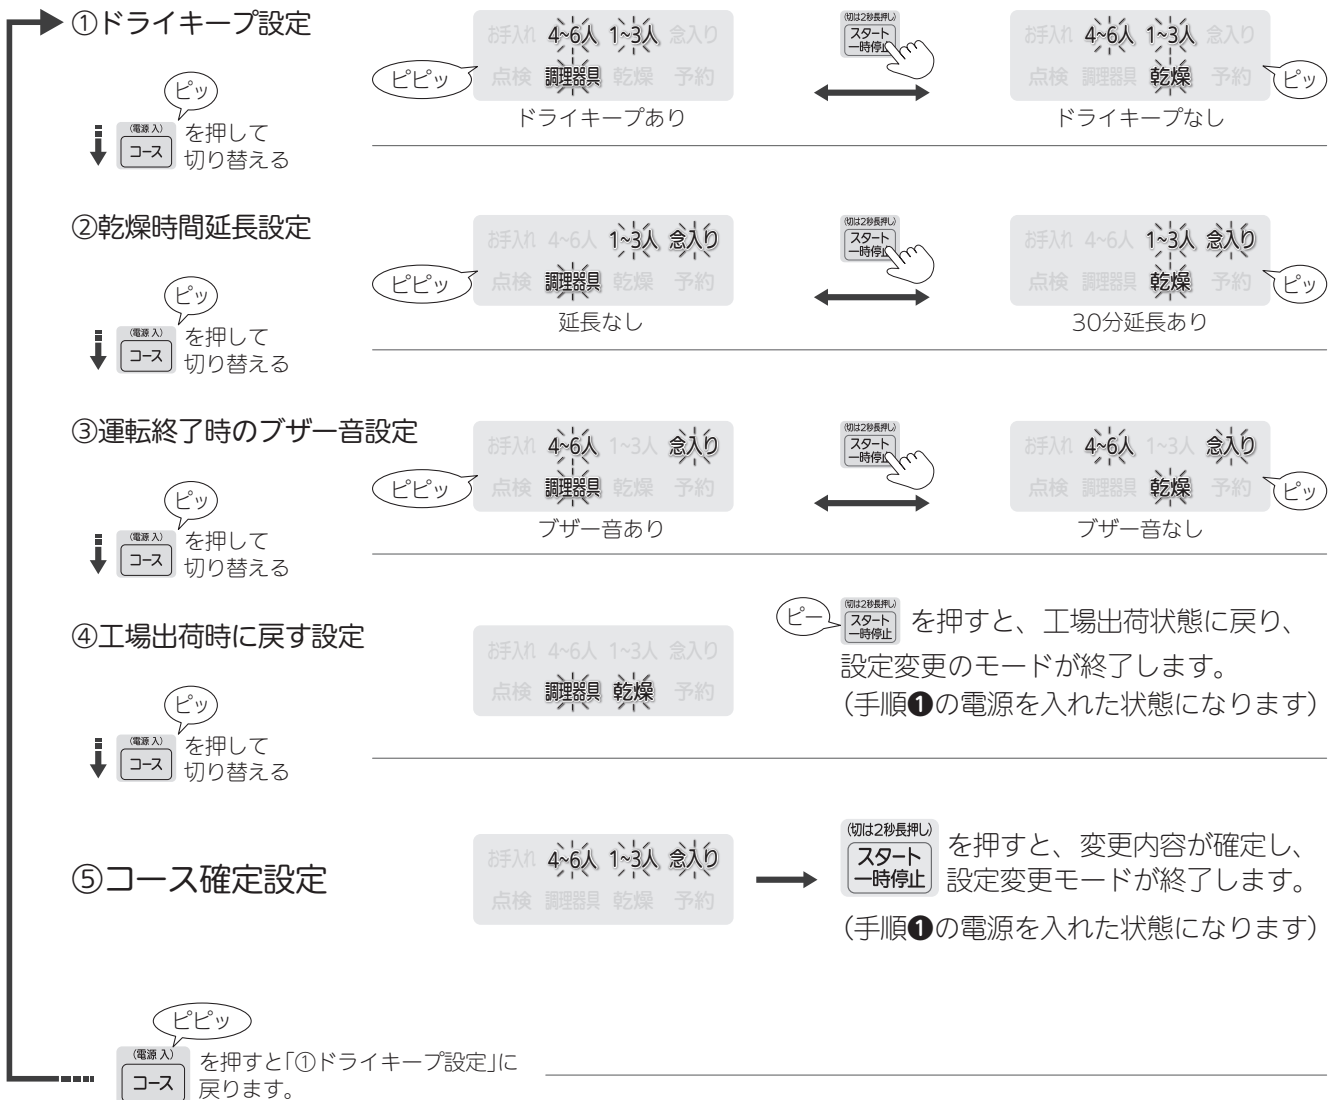 ①ドライキープ設定
お手入れ 4~6人 1~3人 念入り
点検 調理器具 乾燥 予約
ピピッ
ドライキープあり
(切は2秒長押し)
スタート
一時停止
お手入れ 4~6人 1~3人 念入り
点検 調理器具 乾燥 予約
ピッ
ドライキープなし
ピッ
(電源 入)
コース
を押して
切り替える
②乾燥時間延長設定
お手入れ 4~6人 1~3人 念入り
点検 調理器具 乾燥 予約
ピピッ
延長なし
(切は2秒長押し)
スタート
一時停止
お手入れ 4~6人 1~3人 念入り
点検 調理器具 乾燥 予約
ピッ
30分延長あり
ピッ
(電源 入)
コース
を押して
切り替える
③運転終了時のブザー音設定
お手入れ 4~6人 1~3人 念入り
点検 調理器具 乾燥 予約
ピピッ
ブザー音あり
(切は2秒長押し)
スタート
一時停止
お手入れ 4~6人 1~3人 念入り
点検 調理器具 乾燥 予約
ピッ
ブザー音なし
ピッ
(電源 入)
コース
を押して
切り替える
④工場出荷時に戻す設定
お手入れ 4~6人 1~3人 念入り
点検 調理器具 乾燥 予約
ピー
(切は2秒長押し)
スタート
一時停止
を押すと、工場出荷状態に戻り、
設定変更のモードが終了します。
(手順❶の電源を入れた状態になります)
ピッ
(電源 入)
コース
を押して
切り替える
⑤コース確定設定
お手入れ 4~6人 1~3人 念入り
点検 調理器具 乾燥 予約
(切は2秒長押し)
スタート
一時停止
を押すと、変更内容が確定し、
設定変更モードが終了します。
(手順❶の電源を入れた状態になります)
ピピッ
(電源 入)
コース
を押すと「①ドライキープ設定」に
戻ります。